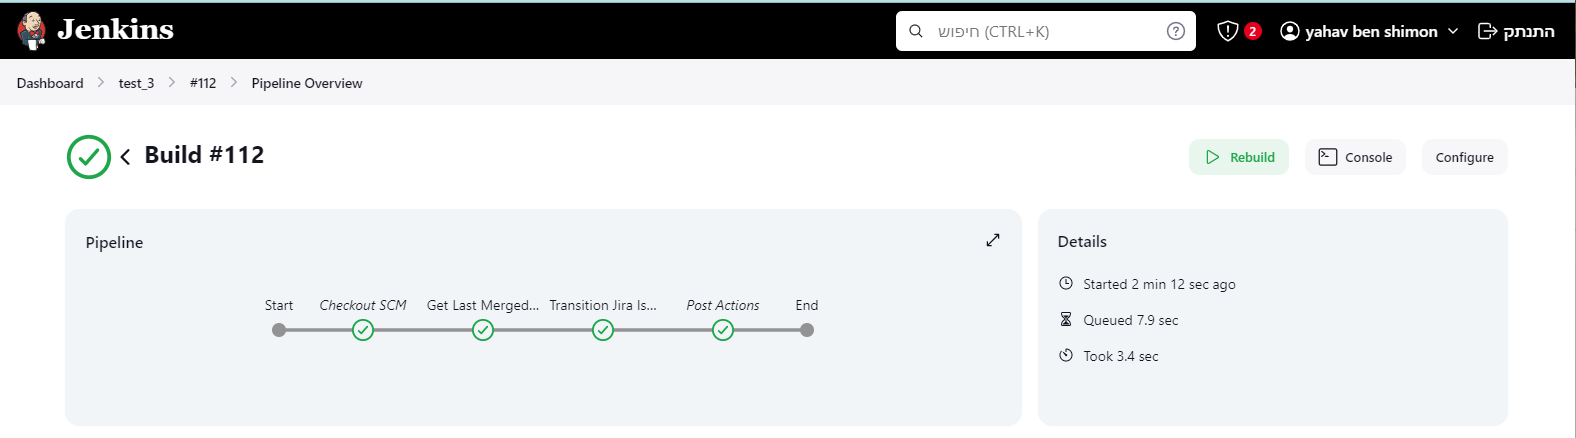 Jenkins
חיפוש (CTRL+K)
?
2
yahav ben shimon
התנתק
Dashboard > test_3 > #112 > Pipeline Overview
Build #112
Rebuild
Console
Configure
Pipeline
Start
Checkout SCM
Get Last Merged...
Transition Jira Is...
Post Actions
End
Details
Started 2 min 12 sec ago
Queued 7.9 sec
Took 3.4 sec